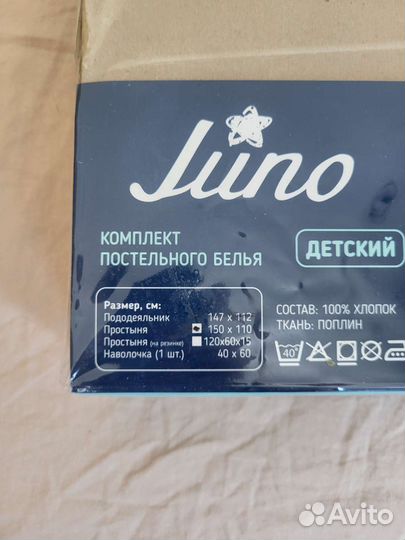 Juno
КОМПЛЕКТ
ПОСТЕЛЬНОГО БЕЛЬЯ
ДЕТСКИЙ
Размер, см:
Пододеяльник 147 х 112
Простыня 150 х 110
Простыня (на резинке) 120х60х15
Наволочка (1 шт.) 40 х 60
СОСТАВ: 100% ХЛОПОК
ТКАНЬ: ПОПЛИН
40°
Avito